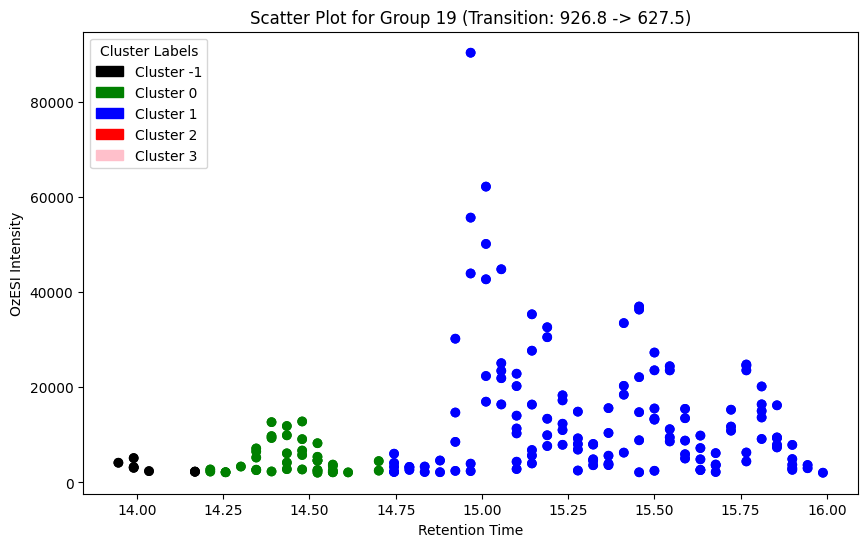 Scatter Plot for Group 19 (Transition: 926.8 -> 627.5)
Cluster Labels
Cluster -1
Cluster 0
Cluster 1
Cluster 2
Cluster 3
OzESI Intensity
80000
60000
40000
20000
0
14.00 14.25 14.50 14.75 15.00 15.25 15.50 15.75 16.00
Retention Time